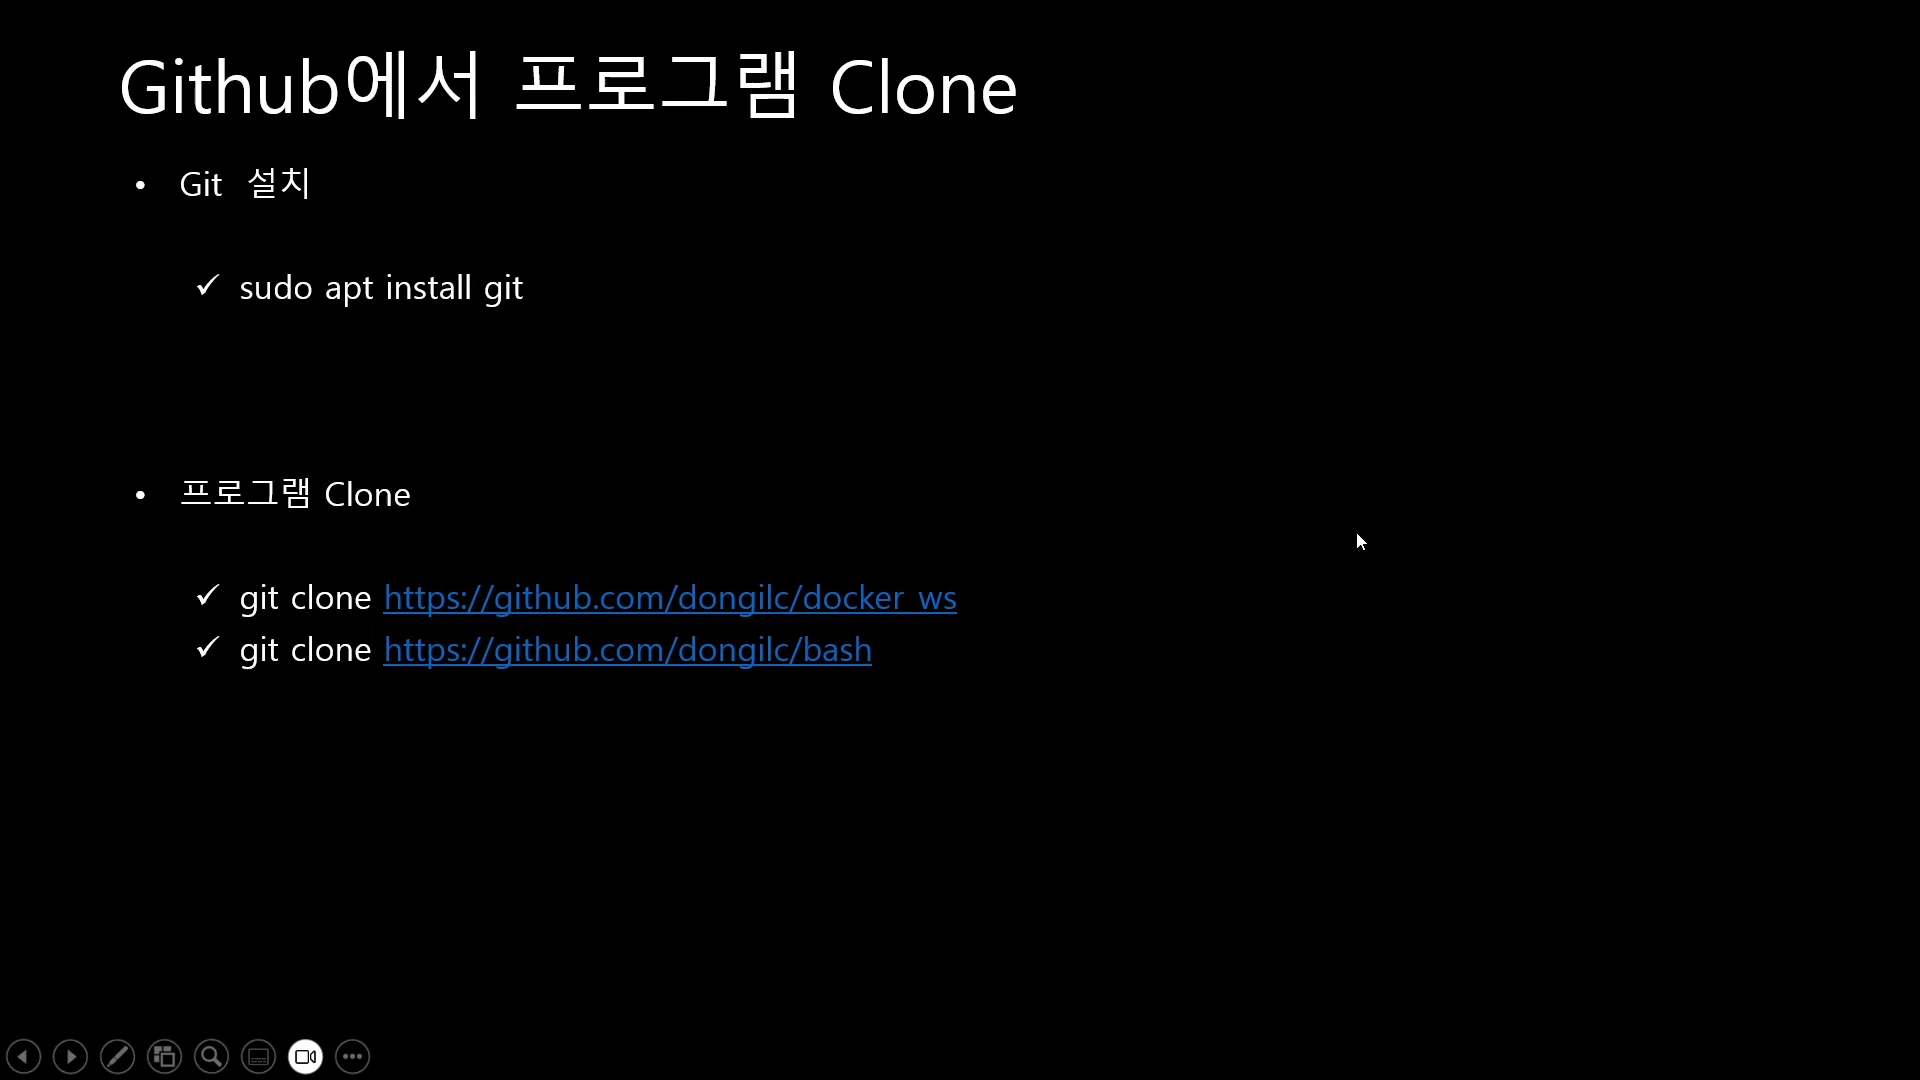 Github에서 프로그램 Clone
• Git 설치
✓ sudo apt install git
• 프로그램 Clone
✓ git clone https://github.com/dongilc/docker_ws
✓ git clone https://github.com/dongilc/bash